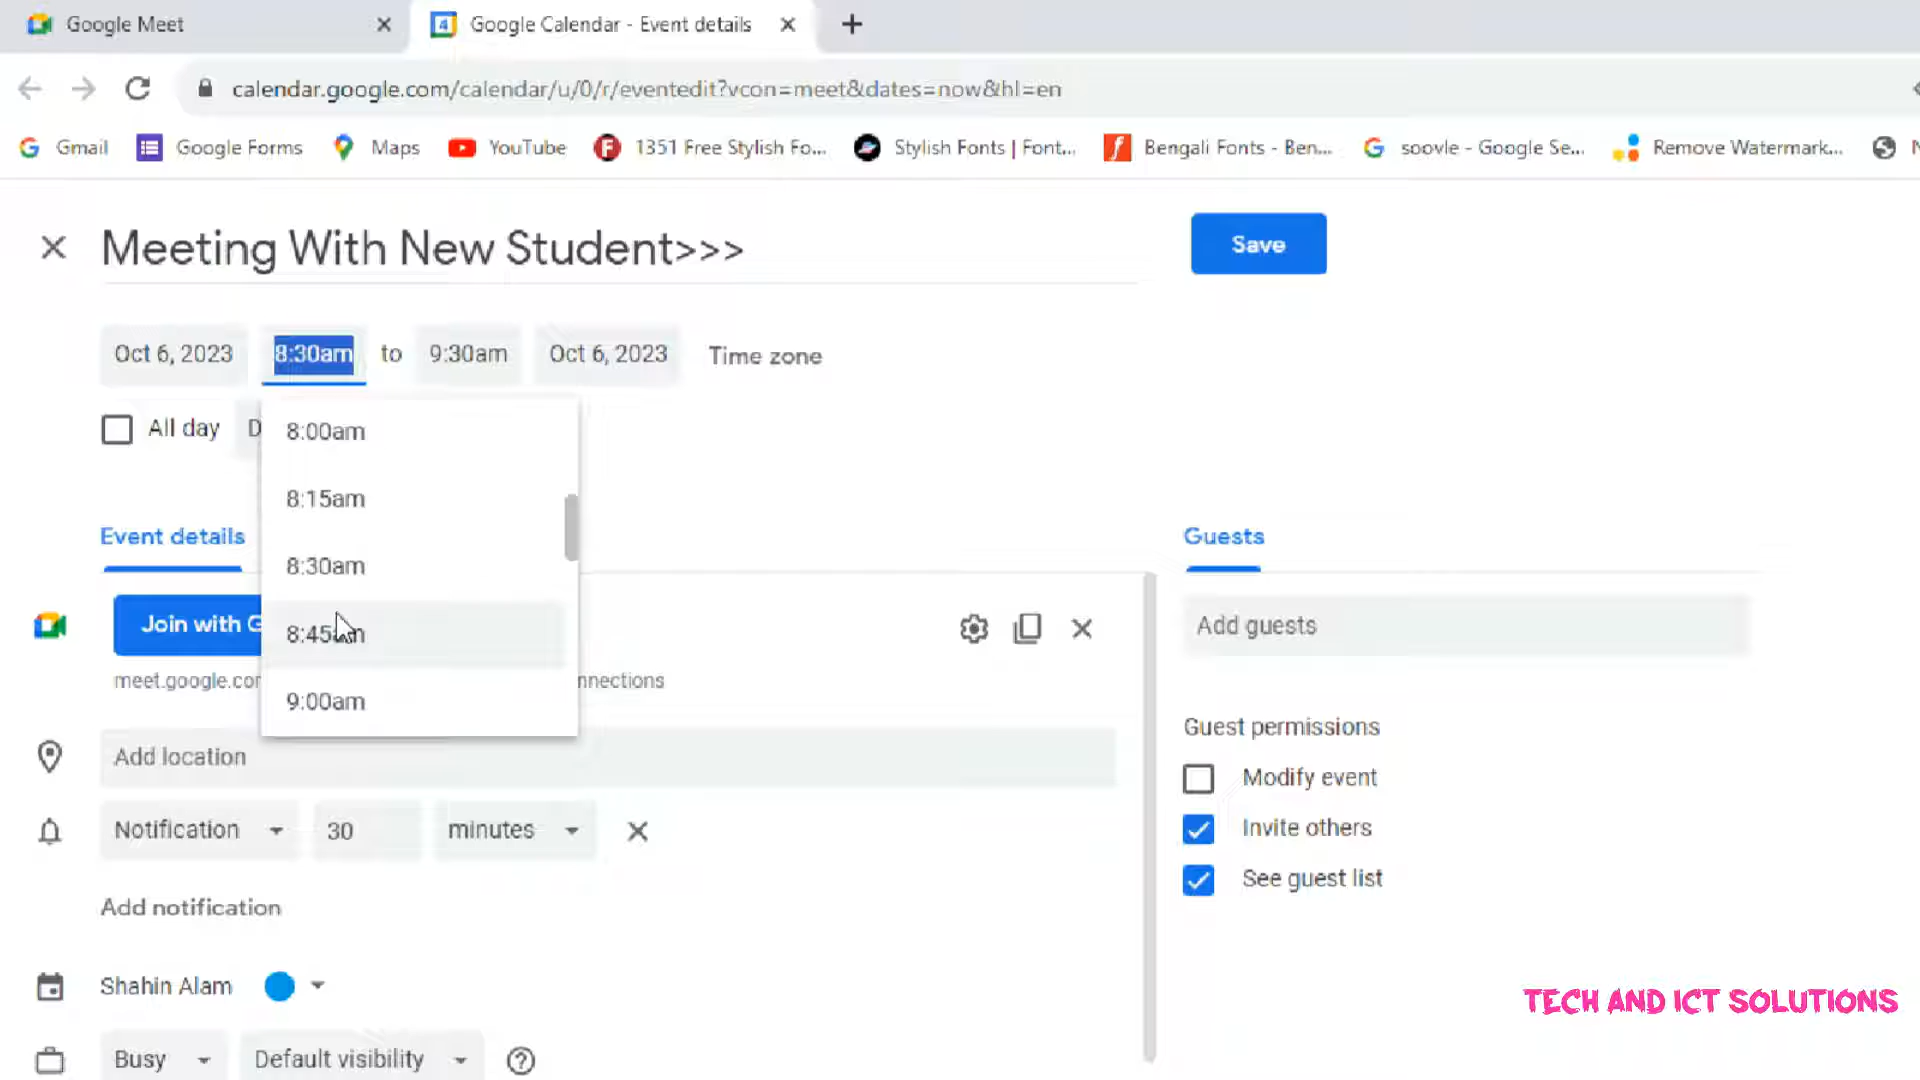 Google Meet
Google Calendar - Event details
calendar.google.com/calendar/u/0/r/eventedit?vcon=meet&dates=now&hl=en
Gmail
Google Forms
Maps
YouTube
1351 Free Stylish Fo...
Stylish Fonts | Font...
Bengali Fonts - Ben...
soovle - Google Se...
Remove Watermark...
Meeting With New Student>>>
Save
Oct 6, 2023
8:30am
to
9:30am
Oct 6, 2023
Time zone
All day
D
8:00am
8:15am
8:30am
8:45am
9:00am
Event details
Guests
Join with G
Add guests
meet.google.co
nnections
Guest permissions
Add location
Modify event
Notification
30
minutes
Invite others
See guest list
Add notification
Shahin Alam
TECH AND ICT SOLUTIONS
Busy
Default visibility